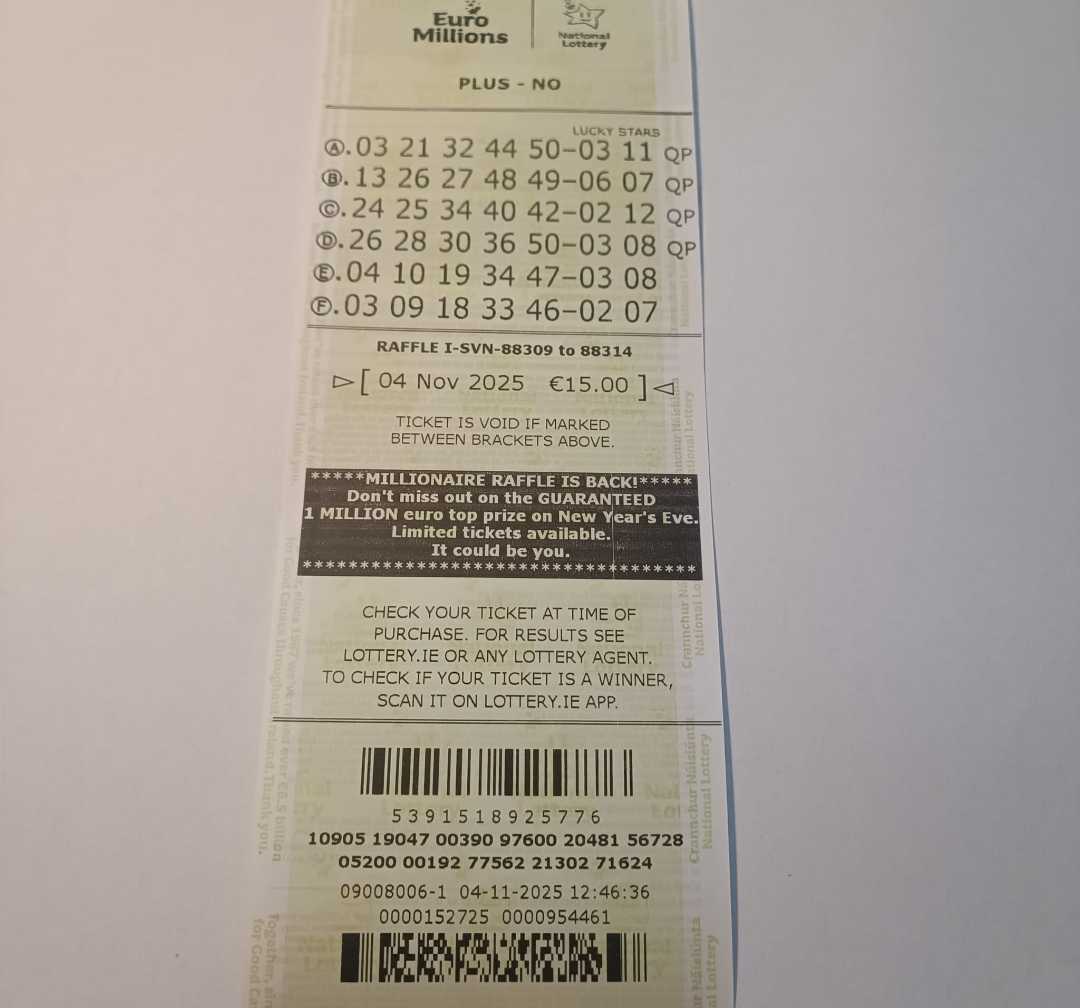 Euro
Millions
National
Lottery
PLUS - NO
LUCKY STARS
Ⓐ.03 21 32 44 50-03 11 QP
Ⓑ.13 26 27 48 49-06 07 QP
Ⓒ.24 25 34 40 42-02 12 QP
Ⓓ.26 28 30 36 50-03 08 QP
Ⓔ.04 10 19 34 47-03 08
Ⓕ.03 09 18 33 46-02 07
RAFFLE I-SVN-88309 to 88314
[ 04 Nov 2025 €15.00 ]
TICKET IS VOID IF MARKED
BETWEEN BRACKETS ABOVE.
*****MILLIONAIRE RAFFLE IS BACK!*****
Don't miss out on the GUARANTEED
1 MILLION euro top prize on New Year's Eve.
Limited tickets available.
It could be you.
***********************************
CHECK YOUR TICKET AT TIME OF
PURCHASE. FOR RESULTS SEE
LOTTERY.IE OR ANY LOTTERY AGENT.
TO CHECK IF YOUR TICKET IS A WINNER,
SCAN IT ON LOTTERY.IE APP.
5391518925776
10905 19047 00390 97600 20481 56728
05200 00192 77562 21302 71624
09008006-1 04-11-2025 12:46:36
0000152725 0000954461
Crannchur Náisiúnta
National Lottery